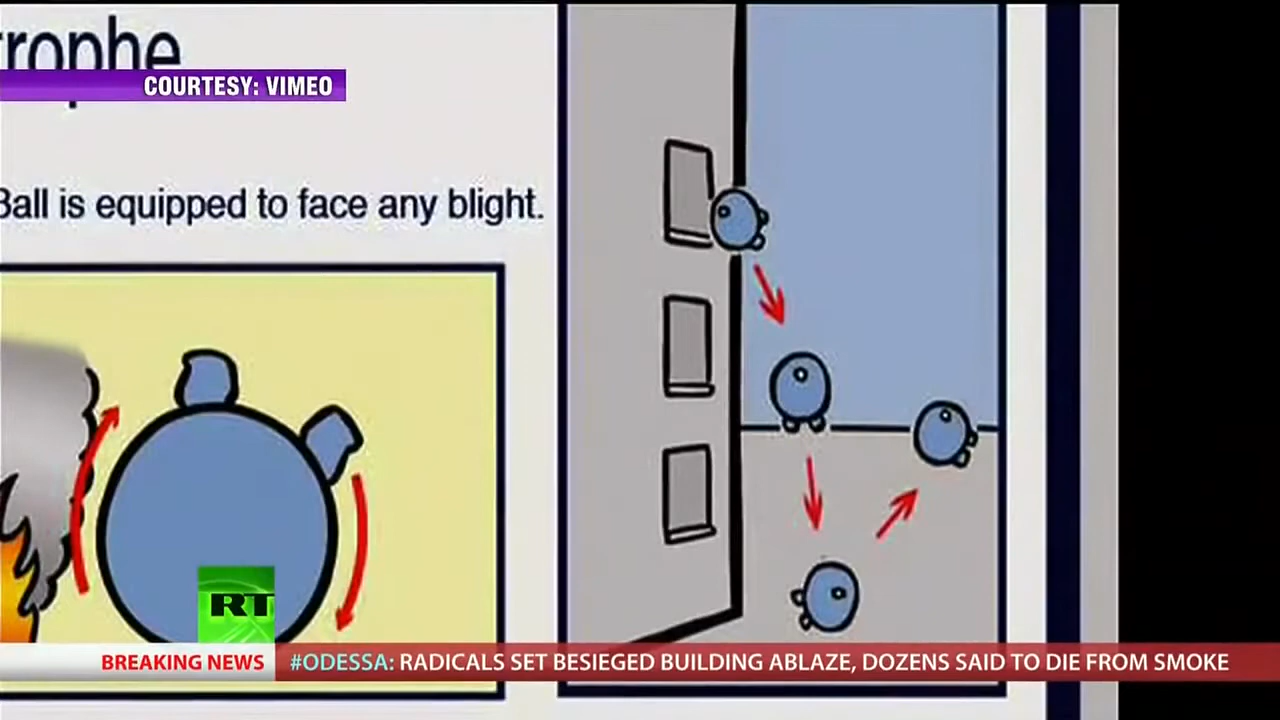 trophe
COURTESY: VIMEO
Ball is equipped to face any blight.
RT
BREAKING NEWS
#ODESSA: RADICALS SET BESIEGED BUILDING ABLAZE, DOZENS SAID TO DIE FROM SMOKE